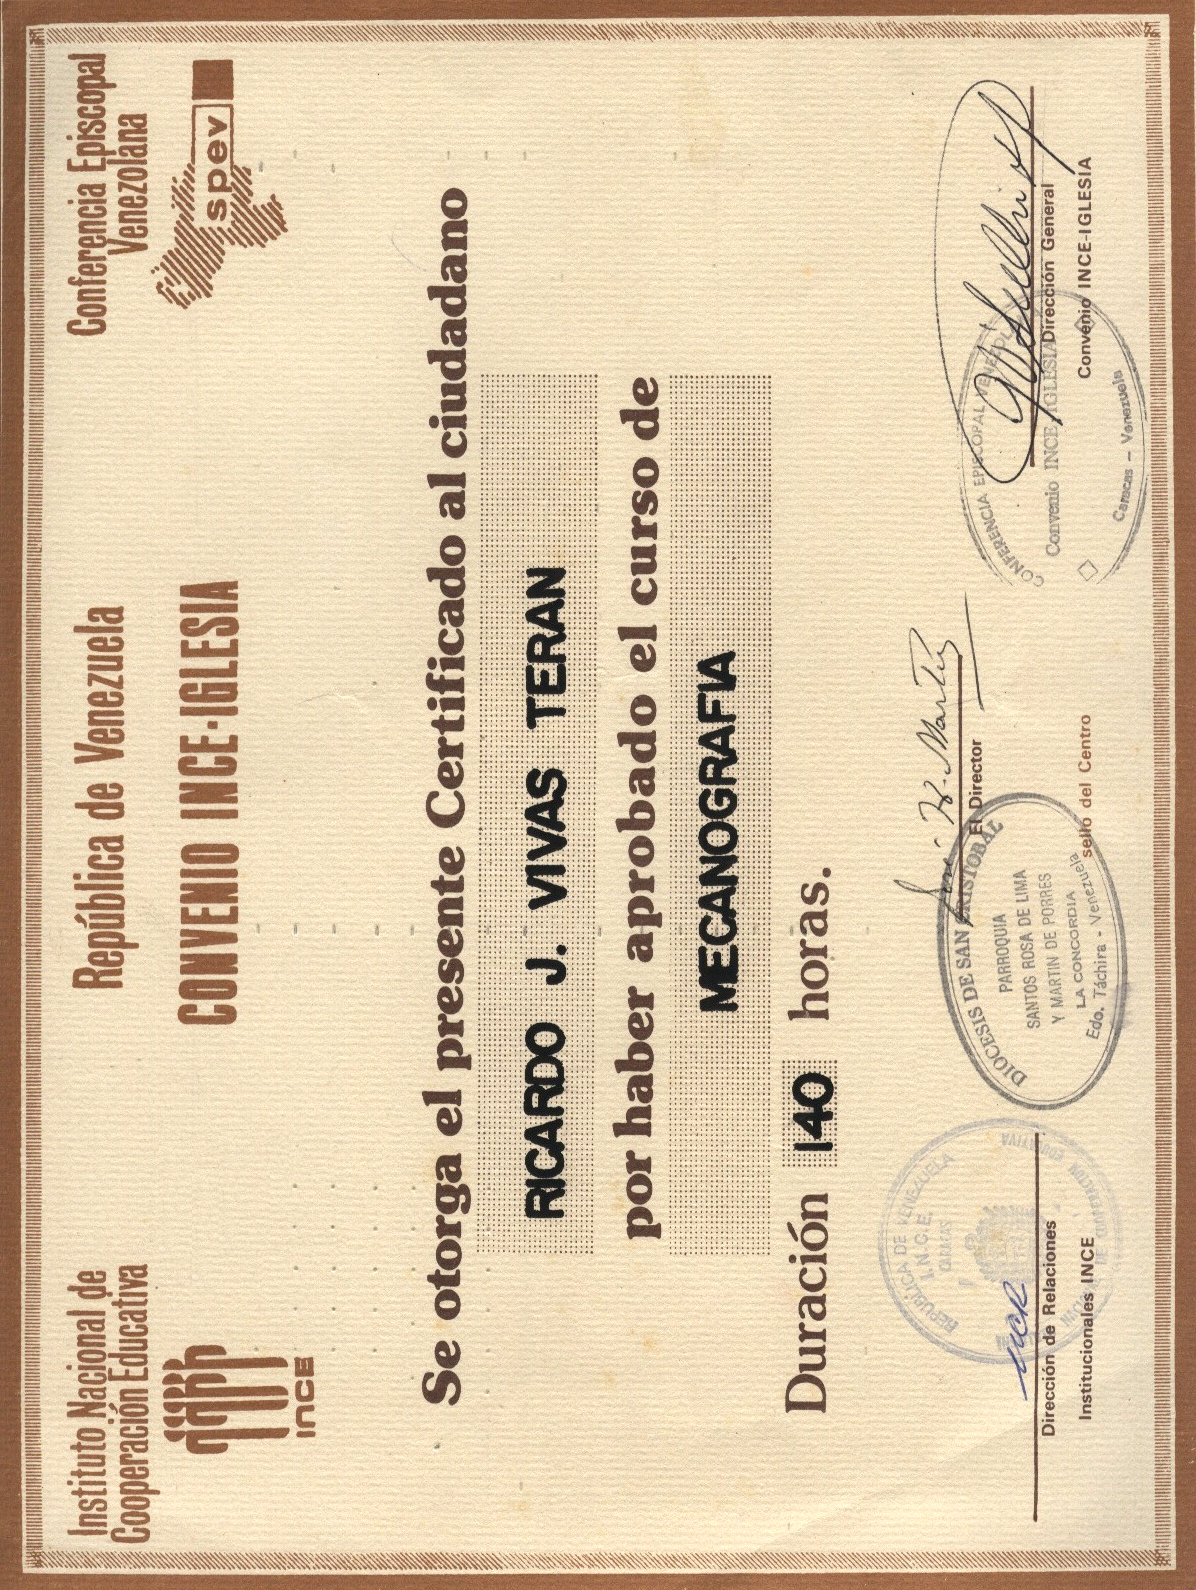 Instituto Nacional de
Cooperación Educativa
INCE
República de Venezuela
CONVENIO INCE-IGLESIA
Conferencia Episcopal
Venezolana
spev
Se otorga el presente Certificado al ciudadano
RICARDO J. VIVAS TERAN
por haber aprobado el curso de
MECANOGRAFIA
Duración 140 horas.
Dirección de Relaciones
Institucionales INCE
REPUBLICA DE VENEZUELA
I.N.C.E.
CARACAS
El Director
sello del Centro
DIOCESIS DE SAN CRISTOBAL
PARROQUIA
SANTOS ROSA DE LIMA
Y MARTIN DE PORRES
LA CONCORDIA
Edo. Táchira - Venezuela
Dirección General
Convenio INCE-IGLESIA
CONFERENCIA EPISCOPAL VENEZOLANA
Convenio INCE-IGLESIA
Caracas - Venezuela